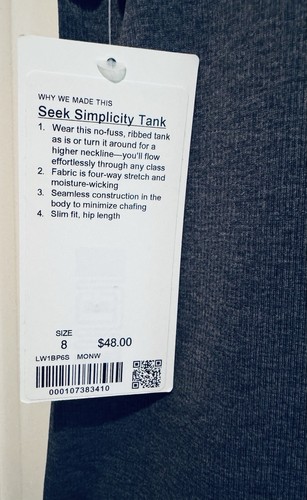 WHY WE MADE THIS
Seek Simplicity Tank
1. Wear this no-fuss, ribbed tank
as is or turn it around for a
higher neckline—you'll flow
effortlessly through any class
2. Fabric is four-way stretch and
moisture-wicking
3. Seamless construction in the
body to minimize chafing
4. Slim fit, hip length
SIZE
8 $48.00
LW1BP6S MONW
000107383410